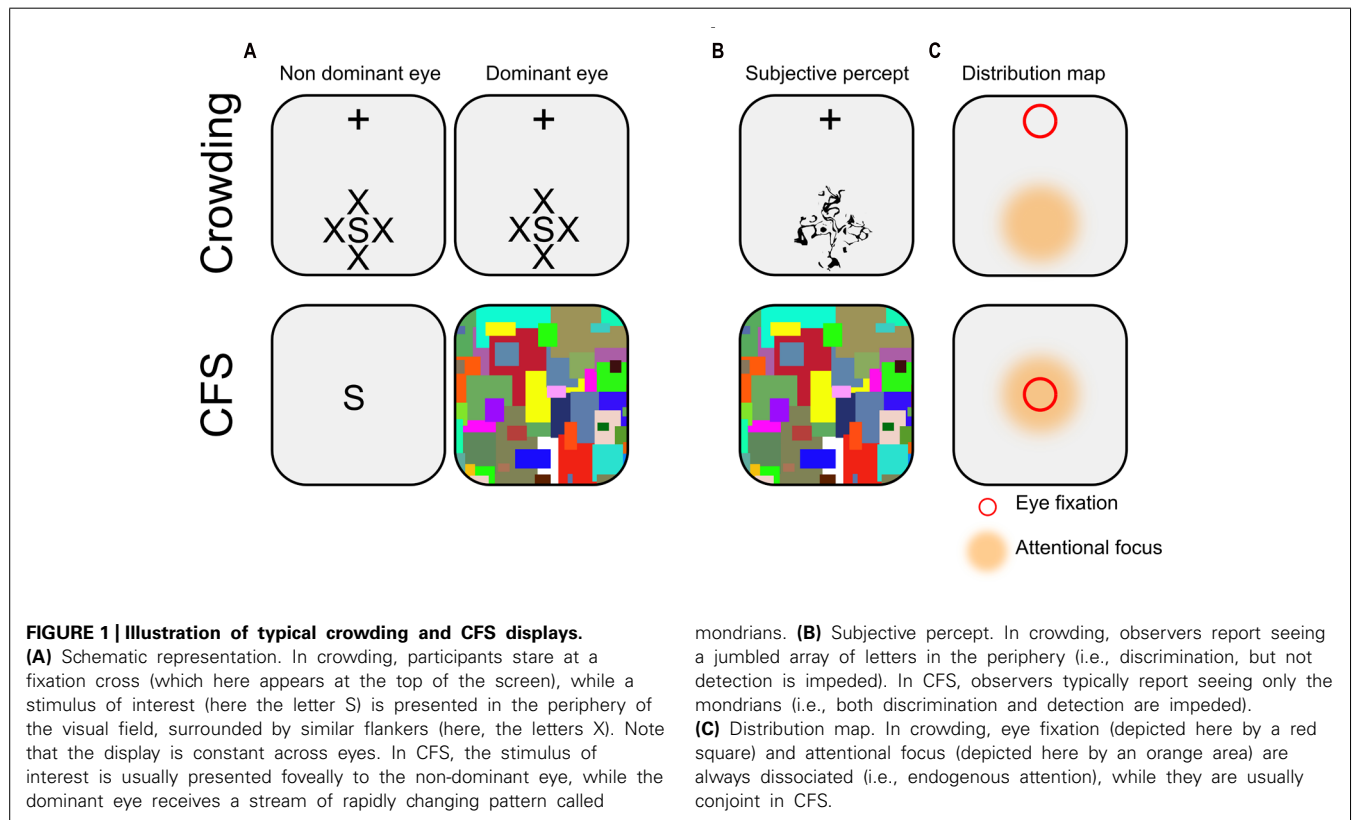 A
B
C
Non dominant eye
Dominant eye
Subjective percept
Distribution map
Crowding
+
X
XSX
X
+
X
XSX
X
+
CFS
S
Eye fixation
Attentional focus
FIGURE 1 | Illustration of typical crowding and CFS displays.
(A) Schematic representation. In crowding, participants stare at a
fixation cross (which here appears at the top of the screen), while a
stimulus of interest (here the letter S) is presented in the periphery of
the visual field, surrounded by similar flankers (here, the letters X). Note
that the display is constant across eyes. In CFS, the stimulus of
interest is usually presented foveally to the non-dominant eye, while the
dominant eye receives a stream of rapidly changing pattern called
mondrians. (B) Subjective percept. In crowding, observers report seeing
a jumbled array of letters in the periphery (i.e., discrimination, but not
detection is impeded). In CFS, observers typically report seeing only the
mondrians (i.e., both discrimination and detection are impeded).
(C) Distribution map. In crowding, eye fixation (depicted here by a red
square) and attentional focus (depicted here by an orange area) are
always dissociated (i.e., endogenous attention), while they are usually
conjoint in CFS.